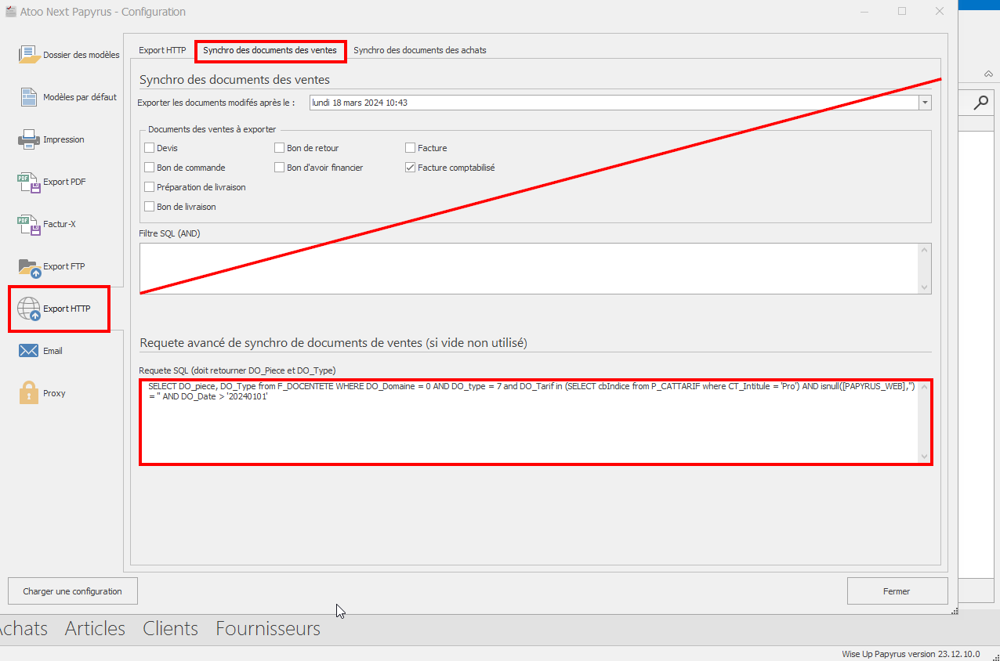 Atoo Next Papyrus - Configuration
Dossier des modèles
Modèles par défaut
Impression
Export PDF
Factur-X
Export FTP
Export HTTP
Email
Proxy
Export HTTP
Synchro des documents des ventes
Synchro des documents des achats
Synchro des documents des ventes
Exporter les documents modifés après le :
lundi 18 mars 2024 10:43
Documents des ventes à exporter
Devis
Bon de retour
Facture
Bon de commande
Bon d'avoir financier
Facture comptabilisé
Préparation de livraison
Bon de livraison
Filtre SQL (AND)
Requete avancé de synchro de documents de ventes (si vide non utilisé)
Requete SQL (doit retourner DO_Piece et DO_Type)
SELECT DO_piece, DO_Type from F_DOCENTETE WHERE DO_Domaine = 0 AND DO_type = 7 and DO_Tarif in (SELECT cbIndice from P_CATTARIF where CT_Intitule = 'Pro') AND isnull([PAPYRUS_WEB],'')
= '' AND DO_Date > '20240101'
Charger une configuration
Fermer
Achats
Articles
Clients
Fournisseurs
Wise Up Papyrus version 23.12.10.0
PDF
PDF